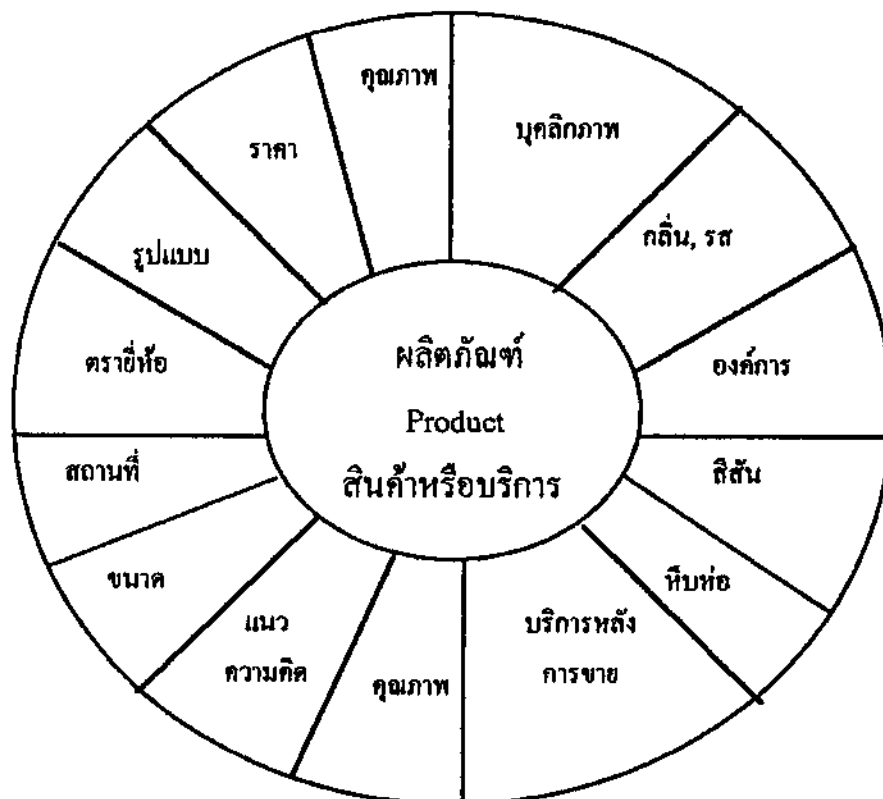 คุณภาพ
บุคลิกภาพ
กลิ่น, รส
องค์การ
สีสัน
หีบห่อ
บริการหลัง
การขาย
คุณภาพ
แนว
ความคิด
ขนาด
สถานที่
ตรายี่ห้อ
รูปแบบ
ราคา
ผลิตภัณฑ์
Product
สินค้าหรือบริการ